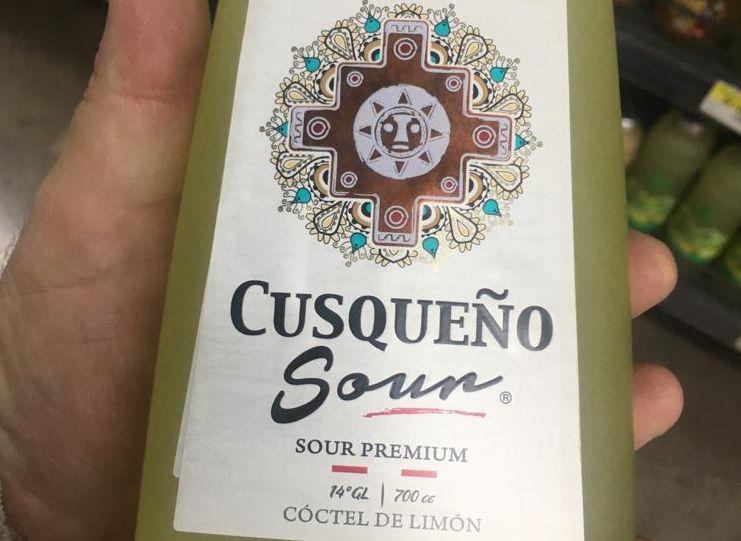 CUSQUEÑO
Sour ®
SOUR PREMIUM
14°GL | 700 cc
CÓCTEL DE LIMÓN